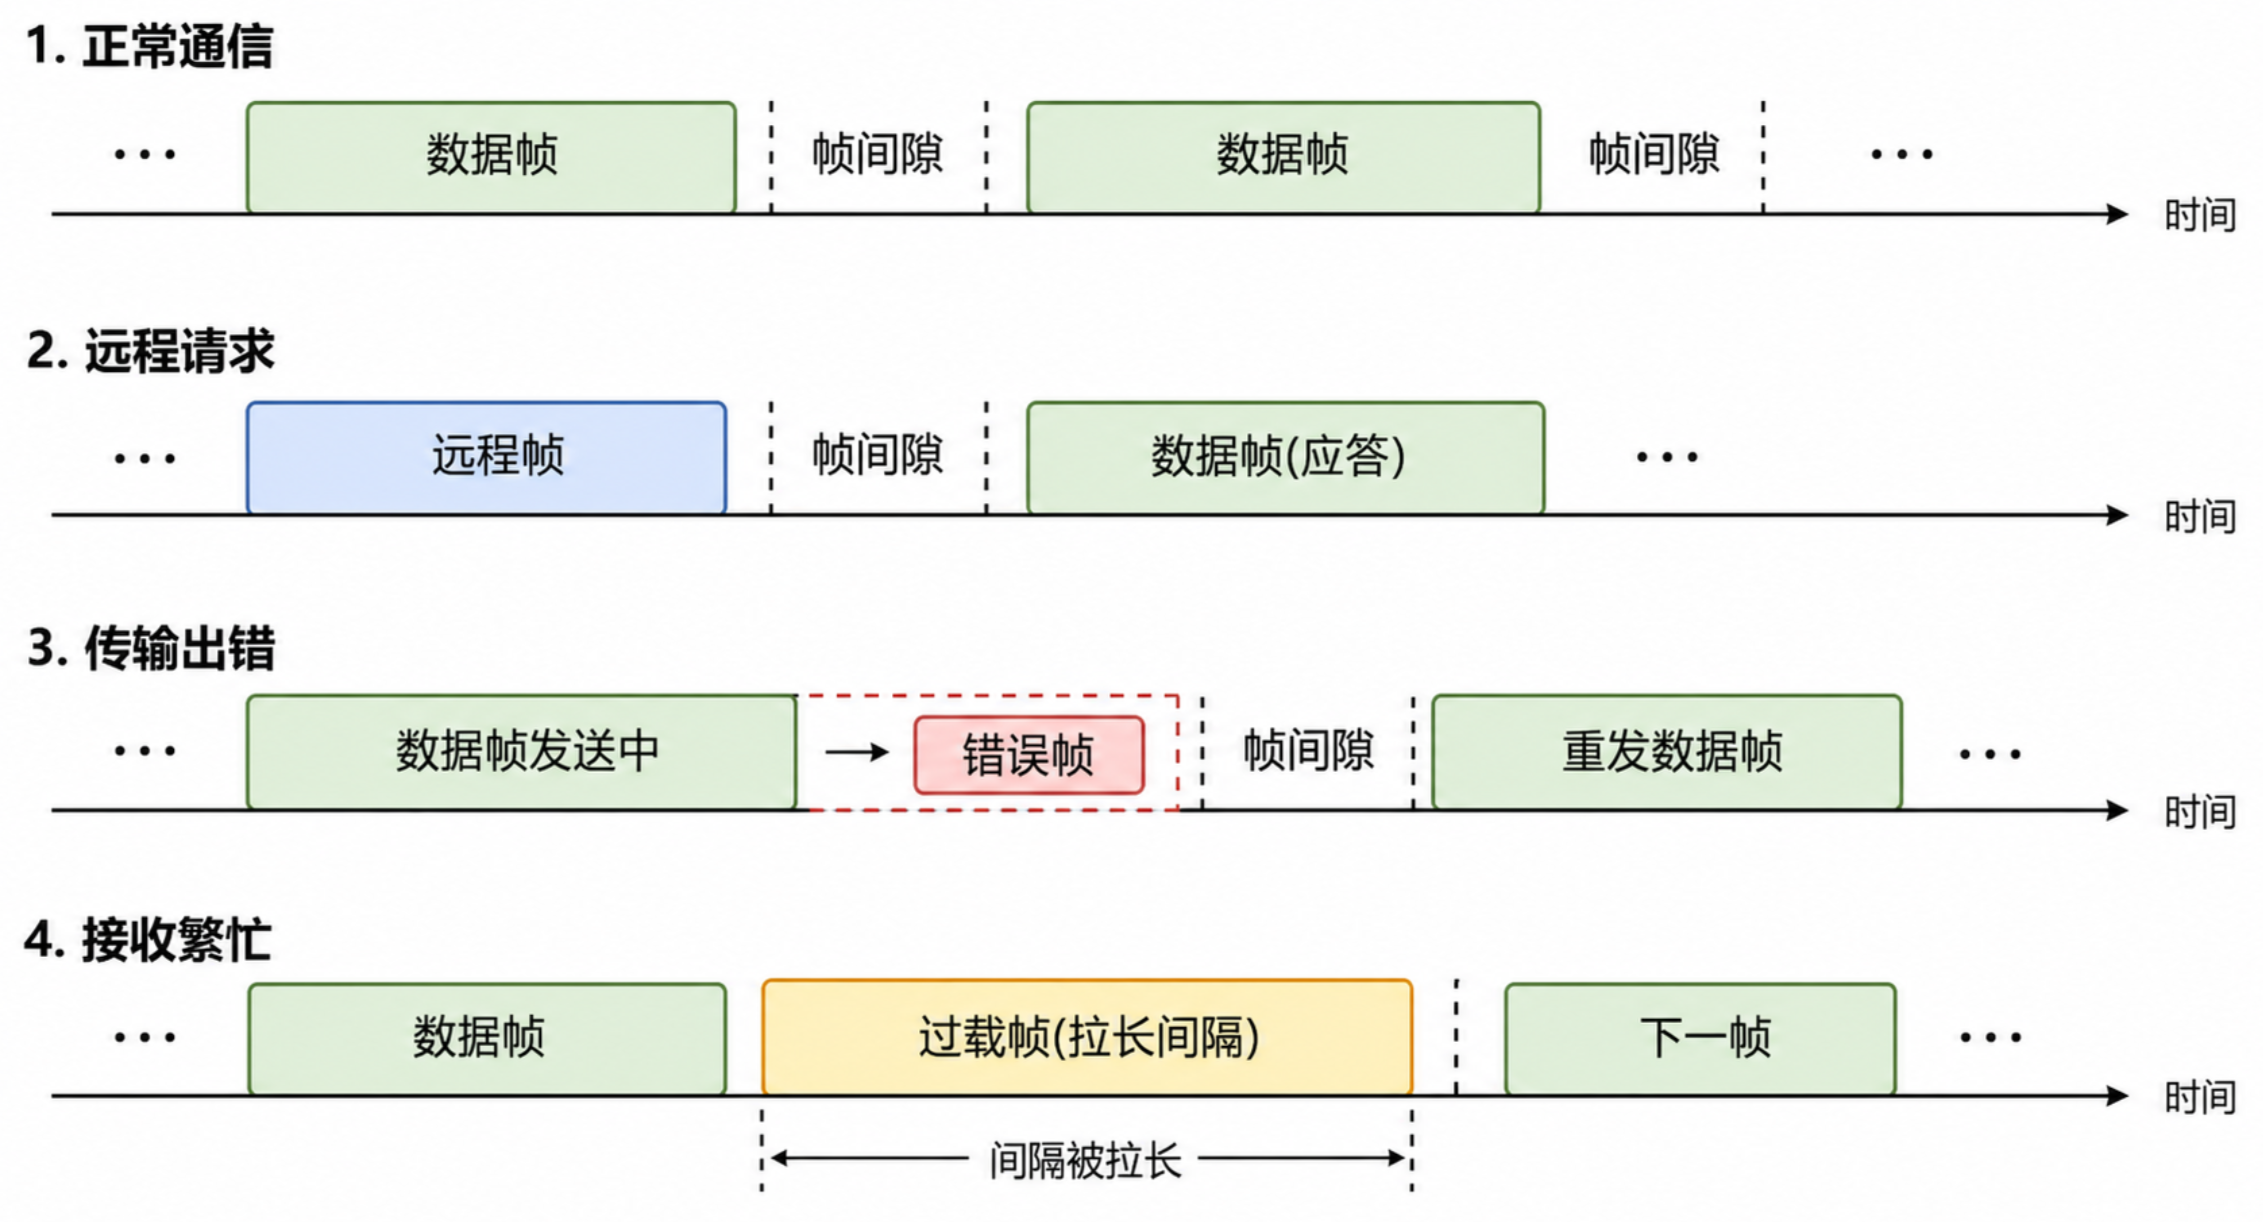 1. 正常通信
... 数据帧 帧间隙 数据帧 帧间隙 ...
时间
2. 远程请求
... 远程帧 帧间隙 数据帧(应答) ...
时间
3. 传输出错
... 数据帧发送中 → 错误帧 帧间隙 重发数据帧 ...
时间
4. 接收繁忙
... 数据帧 过载帧(拉长间隔) 下一帧 ...
时间
间隔被拉长